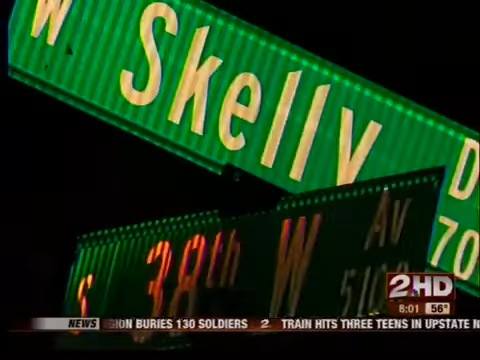 W Skelly D
70
S 38th W Av
510
2HD
8:01 56°
NEWS SION BURIES 130 SOLDIERS 2 TRAIN HITS THREE TEENS IN UPSTATE N